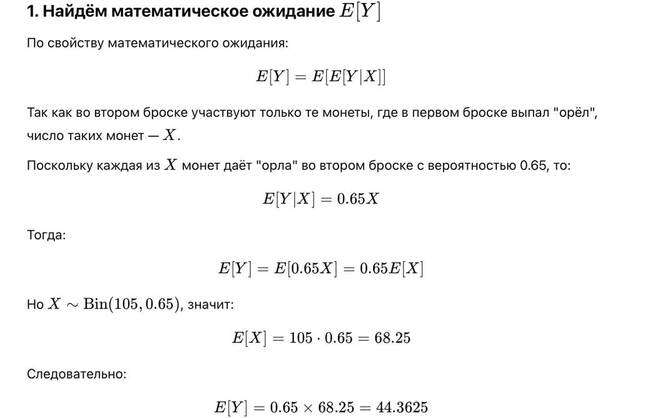 1. Найдём математическое ожидание E[Y]
По свойству математического ожидания:
E[Y] = E[E[Y|X]]
Так как во втором броске участвуют только те монеты, где в первом броске выпал "орёл",
число таких монет — X.
Поскольку каждая из X монет даёт "орла" во втором броске с вероятностью 0.65, то:
E[Y|X] = 0.65X
Тогда:
E[Y] = E[0.65X] = 0.65E[X]
Но X ∼ Bin(105, 0.65), значит:
E[X] = 105 · 0.65 = 68.25
Следовательно:
E[Y] = 0.65 × 68.25 = 44.3625